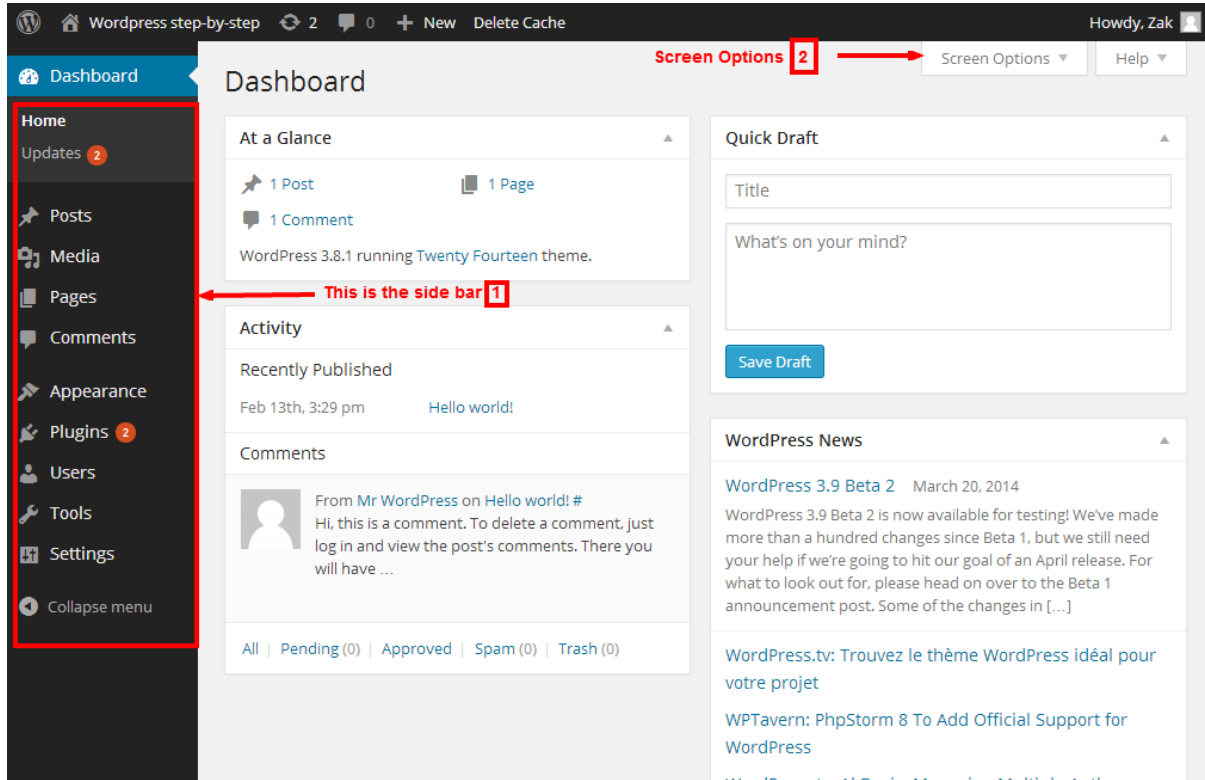 Wordpress step-by-step 2 0 New Delete Cache Howdy, Zak
Screen Options 2 Screen Options Help
Dashboard
Home
Updates 2
Posts
Media
Pages
Comments
Appearance
Plugins 2
Users
Tools
Settings
Collapse menu
Dashboard
At a Glance
1 Post 1 Page
1 Comment
WordPress 3.8.1 running Twenty Fourteen theme.
This is the side bar 1
Activity
Recently Published
Feb 13th, 3:29 pm Hello world!
Comments
From Mr WordPress on Hello world! #
Hi, this is a comment. To delete a comment, just
log in and view the post's comments. There you
will have …
All | Pending (0) | Approved | Spam (0) | Trash (0)
Quick Draft
Title
What's on your mind?
Save Draft
WordPress News
WordPress 3.9 Beta 2 March 20, 2014
WordPress 3.9 Beta 2 is now available for testing! We've made
more than a hundred changes since Beta 1, but we still need
your help if we're going to hit our goal of an April release. For
what to look out for, please head on over to the Beta 1
announcement post. Some of the changes in […]
WordPress.tv: Trouvez le thème WordPress idéal pour
votre projet
WPTavern: PhpStorm 8 To Add Official Support for
WordPress